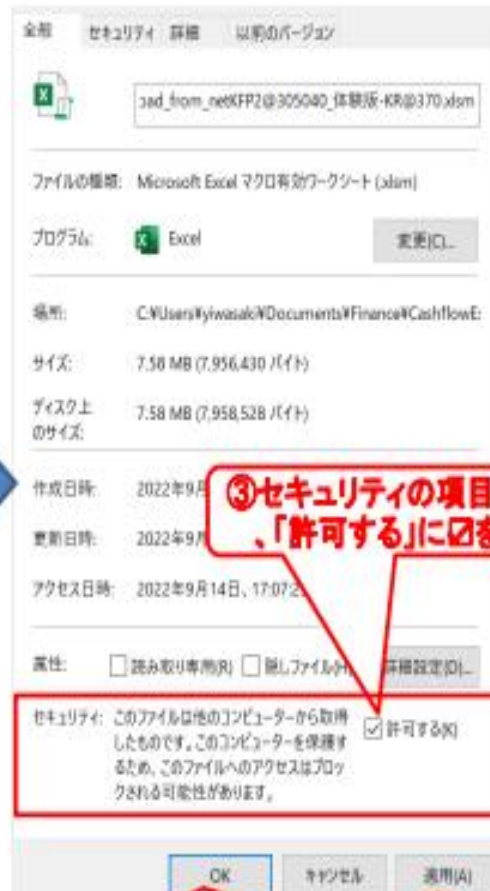 全般 セキュリティ 詳細 以前のバージョン
oad_from_netKFP2@305040_体験版-KR@370.xlsm
ファイルの種類: Microsoft Excel マクロ有効ワークシート (.xlsm)
プログラム: Excel 変更(C)...
場所: C:¥Users¥yiwasaki¥Documents¥Finance¥CashflowE:
サイズ: 7.58 MB (7,956,430 バイト)
ディスク上
のサイズ: 7.58 MB (7,958,528 バイト)
作成日時: 2022年9月
③セキュリティの項目
、「許可する」に☑を
更新日時: 2022年9月
アクセス日時: 2022年9月14日、17:07:2
属性: 読み取り専用(R) 隠しファイル(H) 詳細設定(D)...
セキュリティ: このファイルは他のコンピューターから取得
したものです。このコンピューターを保護す
るため、このファイルへのアクセスはブロッ
クされる可能性があります。
☑許可する(K)
OK キャンセル 適用(A)